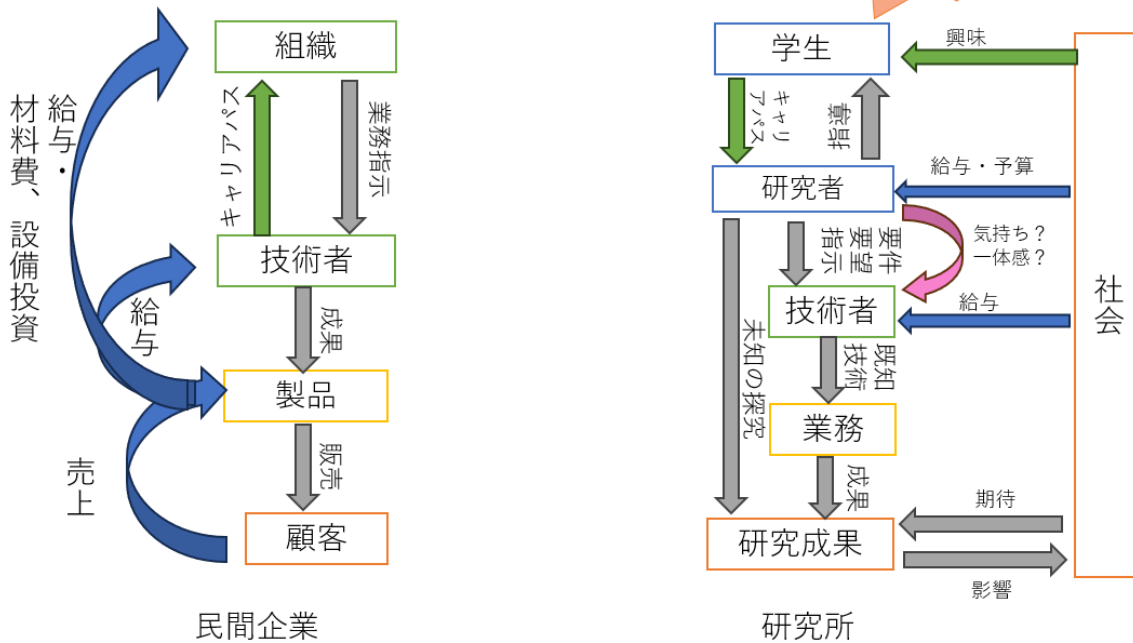 組織
キャリアパス
業務指示
給与・
材料費、設備投資
技術者
給与
成果
製品
売上
販売
顧客
民間企業
学生
興味
キャリ
アパス
憧憬
研究者
給与・予算
要件
要望
指示
気持ち?
一体感?
技術者
給与
社会
未知の探究
既知
技術
業務
成果
研究成果
期待
影響
研究所